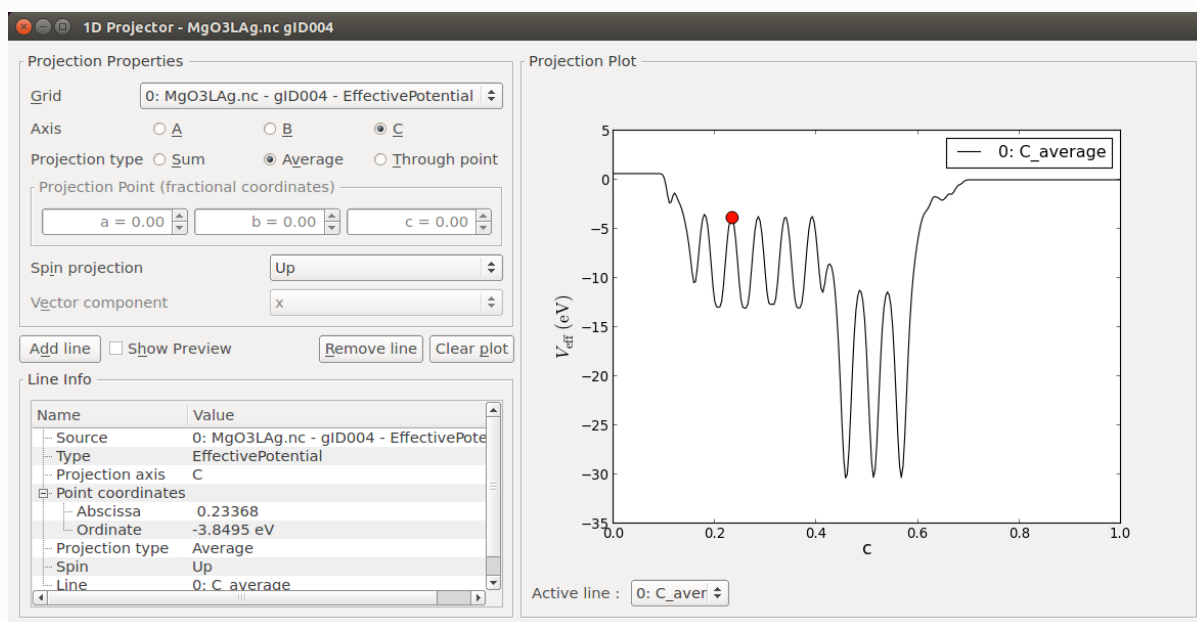 1D Projector - MgO3LAg.nc gID004
Projection Properties
Grid 0: MgO3LAg.nc - gID004 - EffectivePotential
Axis A B C
Projection type Sum Average Through point
Projection Point (fractional coordinates)
a = 0.00 b = 0.00 c = 0.00
Spin projection Up
Vector component x
Add line Show Preview Remove line Clear plot
Line Info
Name Value
Source 0: MgO3LAg.nc - gID004 - EffectivePote
Type EffectivePotential
Projection axis C
Point coordinates
Abscissa 0.23368
Ordinate -3.8495 eV
Projection type Average
Spin Up
Line 0: C_average
Projection Plot
0: C_average
5
0
−5
−10
−15
−20
−25
−30
−35
V_eff (eV)
0.0 0.2 0.4 0.6 0.8 1.0
c
Active line : 0: C_aver